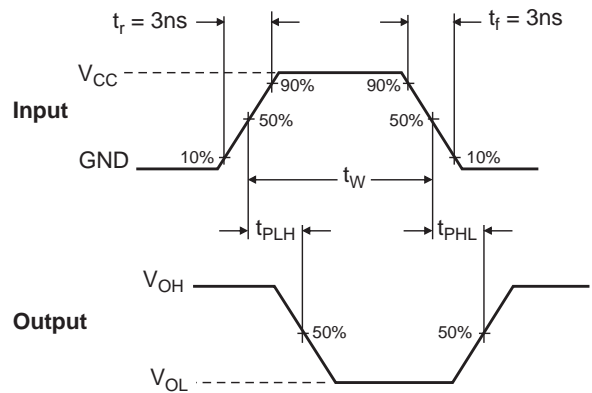 tr = 3ns
tf = 3ns
VCC
90%
90%
Input
50%
50%
GND
10%
10%
tW
tPLH
tPHL
VOH
Output
50%
50%
VOL